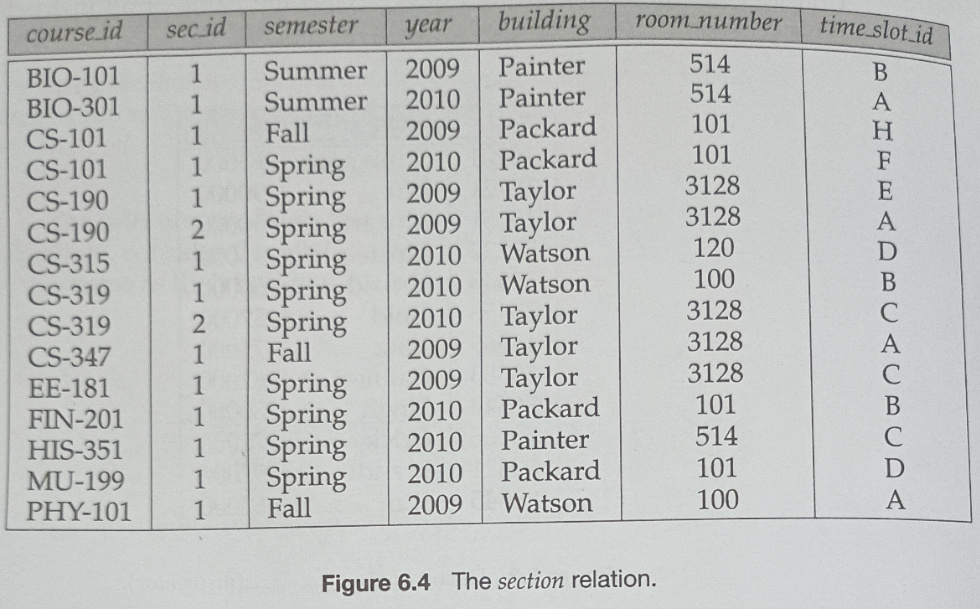 course_id sec_id semester year building room_number time_slot_id
BIO-101 1 Summer 2009 Painter 514 B
BIO-301 1 Summer 2010 Painter 514 A
CS-101 1 Fall 2009 Packard 101 H
CS-101 1 Spring 2010 Packard 101 F
CS-190 1 Spring 2009 Taylor 3128 E
CS-190 2 Spring 2009 Taylor 3128 A
CS-315 1 Spring 2010 Watson 120 D
CS-319 1 Spring 2010 Watson 100 B
CS-319 2 Spring 2010 Taylor 3128 C
CS-347 1 Fall 2009 Taylor 3128 A
EE-181 1 Spring 2009 Taylor 3128 C
FIN-201 1 Spring 2010 Packard 101 B
HIS-351 1 Spring 2010 Painter 514 C
MU-199 1 Spring 2010 Packard 101 D
PHY-101 1 Fall 2009 Watson 100 A
Figure 6.4 The section relation.